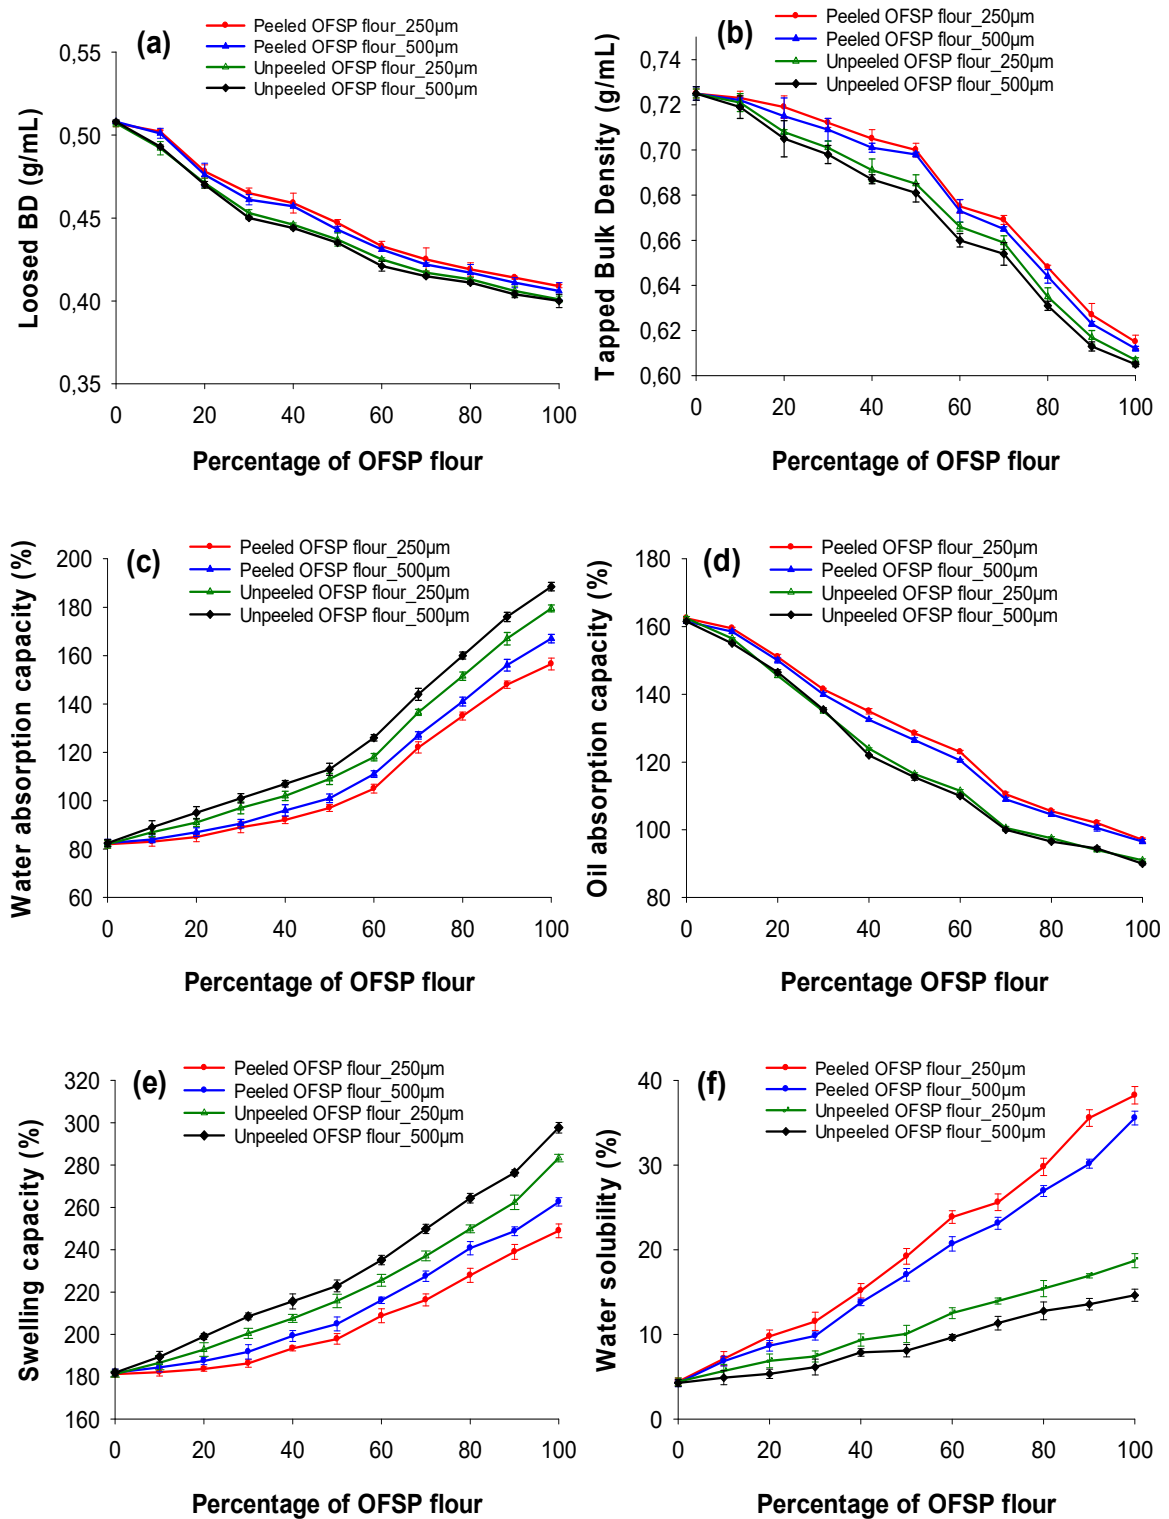 (a)
Peeled OFSP flour_250µm
Peeled OFSP flour_500µm
Unpeeled OFSP flour_250µm
Unpeeled OFSP flour_500µm
Loosed BD (g/mL)
0,55
0,50
0,45
0,40
0,35
0 20 40 60 80 100
Percentage of OFSP flour
(b)
Peeled OFSP flour_250µm
Peeled OFSP flour_500µm
Unpeeled OFSP flour_250µm
Unpeeled OFSP flour_500µm
Tapped Bulk Density (g/mL)
0,74
0,72
0,70
0,68
0,66
0,64
0,62
0,60
0 20 40 60 80 100
Percentage of OFSP flour
(c)
Peeled OFSP flour_250µm
Peeled OFSP flour_500µm
Unpeeled OFSP flour_250µm
Unpeeled OFSP flour_500µm
Water absorption capacity (%)
200
180
160
140
120
100
80
60
0 20 40 60 80 100
Percentage of OFSP flour
(d)
Peeled OFSP flour_250µm
Peeled OFSP flour_500µm
Unpeeled OFSP flour_250µm
Unpeeled OFSP flour_500µm
Oil absorption capacity (%)
180
160
140
120
100
80
0 20 40 60 80 100
Percentage OFSP flour
(e)
Peeled OFSP flour_250µm
Peeled OFSP flour_500µm
Unpeeled OFSP flour_250µm
Unpeeled OFSP flour_500µm
Swelling capacity (%)
320
300
280
260
240
220
200
180
160
0 20 40 60 80 100
Percentage of OFSP flour
(f)
Peeled OFSP flour_250µm
Peeled OFSP flour_500µm
Unpeeled OFSP flour_250µm
Unpeeled OFSP flour_500µm
Water solubility (%)
40
30
20
10
0
0 20 40 60 80 100
Percentage of OFSP flour